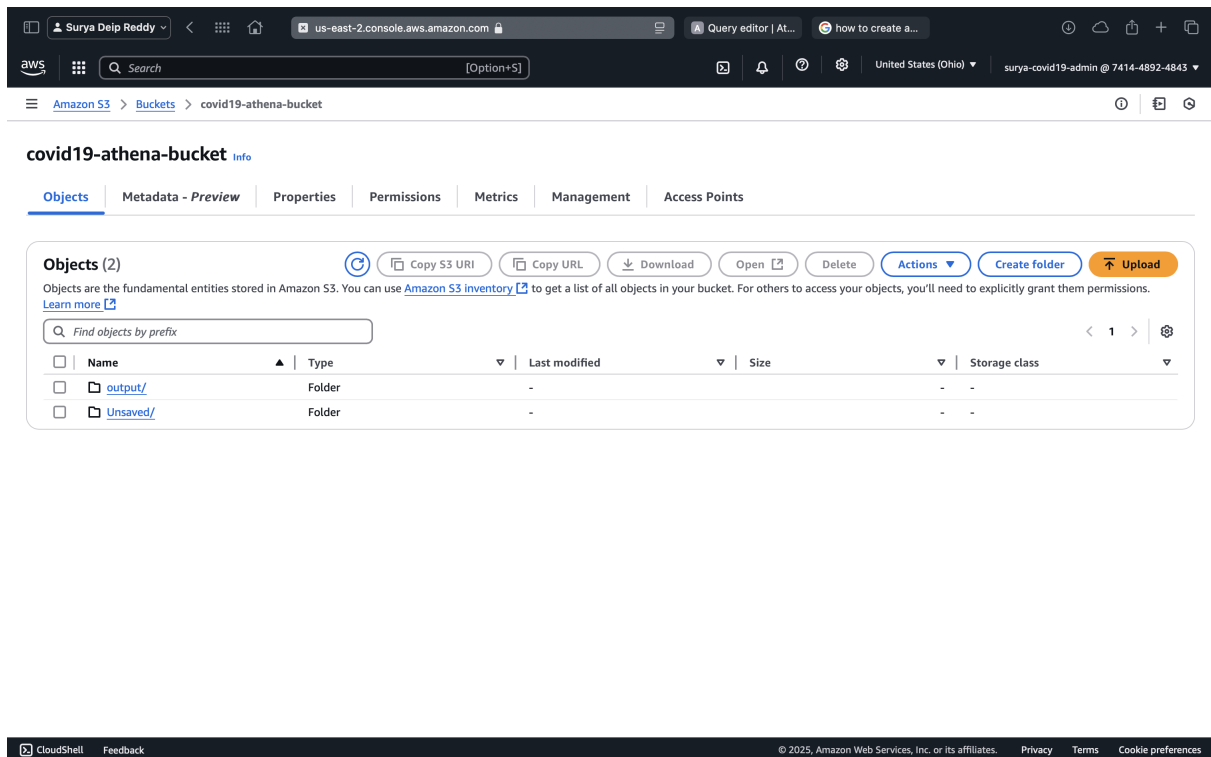 Surya Deip Reddy
us-east-2.console.aws.amazon.com
A Query editor | At...
G how to create a...
aws
Search [Option+S]
United States (Ohio)
surya-covid19-admin @ 7414-4892-4843
Amazon S3 > Buckets > covid19-athena-bucket
covid19-athena-bucket Info
Objects
Metadata - Preview
Properties
Permissions
Metrics
Management
Access Points
Objects (2)
Copy S3 URI
Copy URL
Download
Open
Delete
Actions
Create folder
Upload
Objects are the fundamental entities stored in Amazon S3. You can use Amazon S3 inventory to get a list of all objects in your bucket. For others to access your objects, you'll need to explicitly grant them permissions.
Learn more
Find objects by prefix
< 1 >
Name Type Last modified Size Storage class
output/ Folder - - -
Unsaved/ Folder - - -
CloudShell Feedback © 2025, Amazon Web Services, Inc. or its affiliates. Privacy Terms Cookie preferences